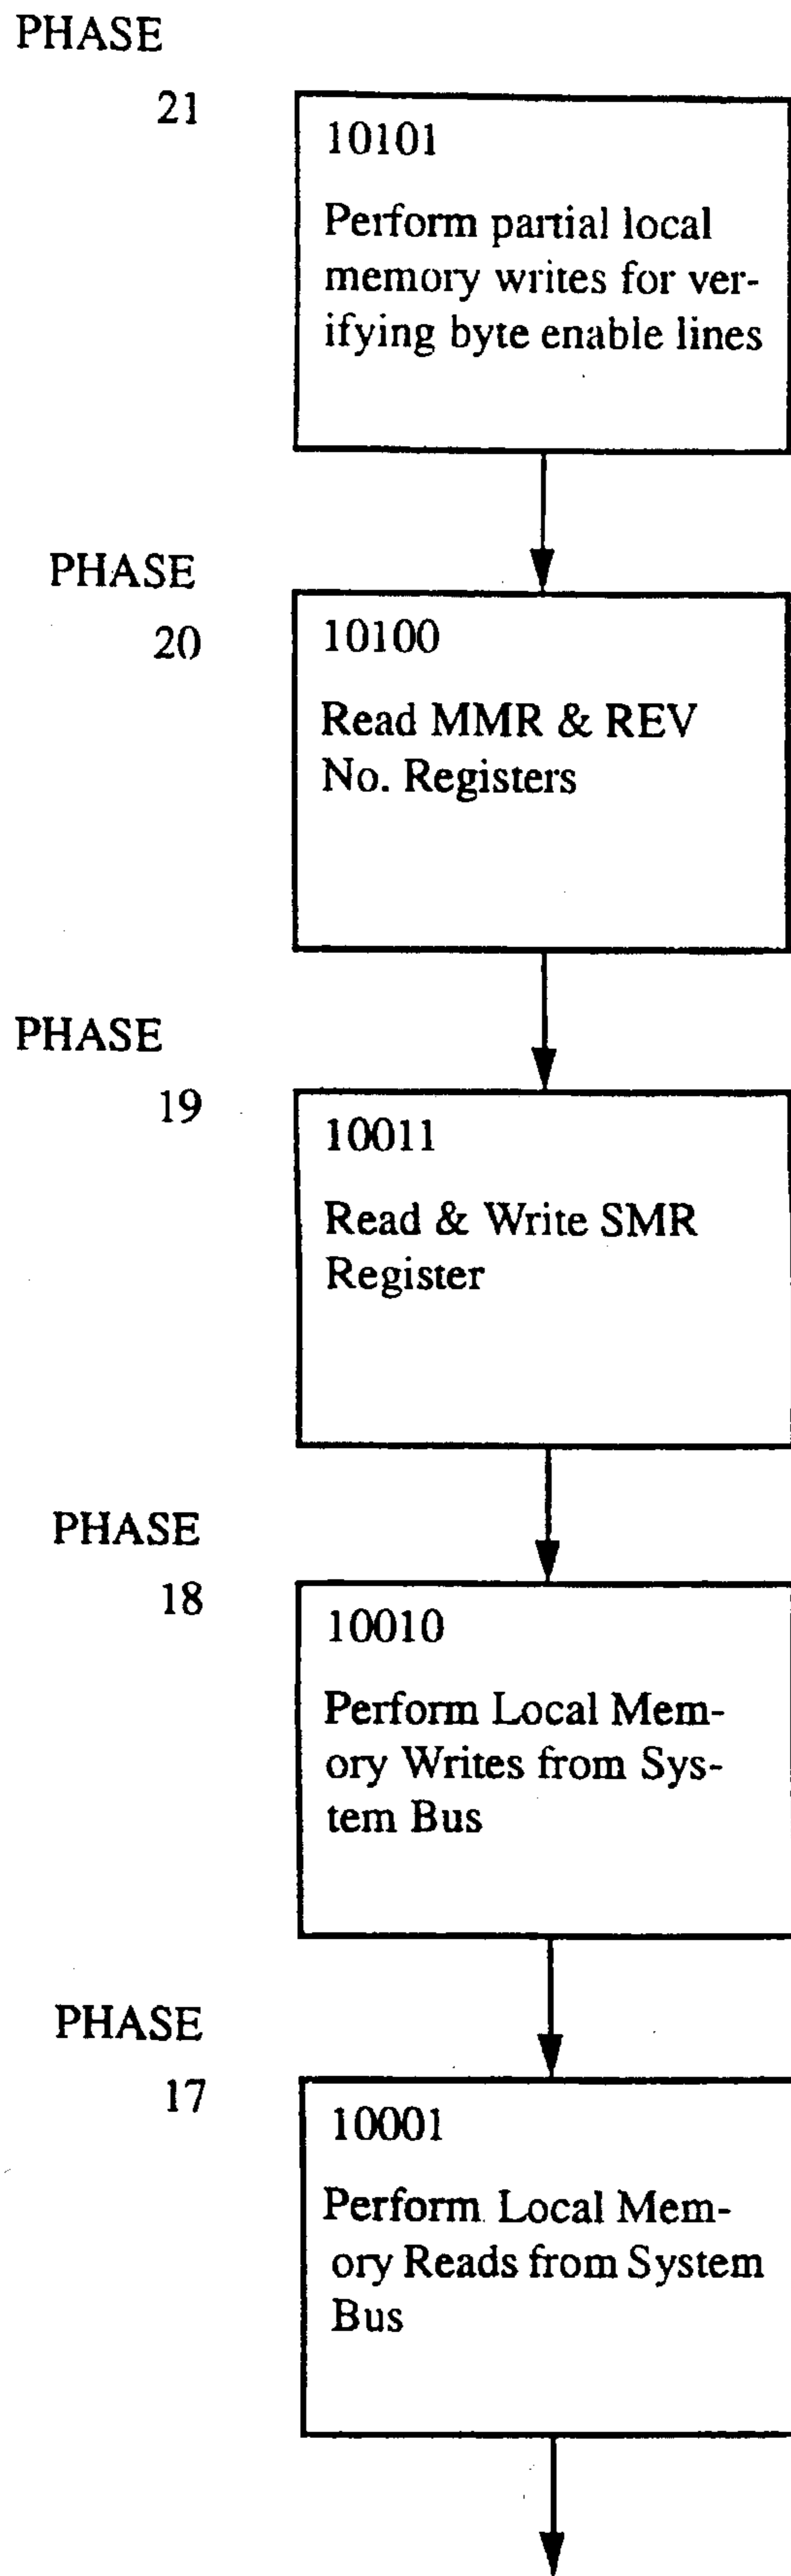 PHASE
21
10101
Perform partial local
memory writes for ver-
ifying byte enable lines
PHASE
20
10100
Read MMR & REV
No. Registers
PHASE
19
10011
Read & Write SMR
Register
PHASE
18
10010
Perform Local Mem-
ory Writes from Sys-
tem Bus
PHASE
17
10001
Perform Local Mem-
ory Reads from System
Bus